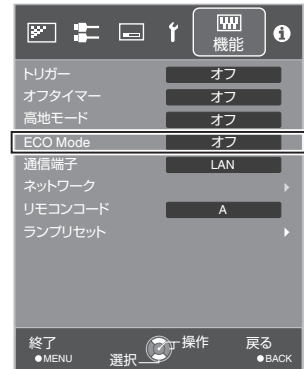 機能
トリガー オフ
オフタイマー オフ
高地モード オフ
ECO Mode オフ
通信端子 LAN
ネットワーク
リモコンコード A
ランプリセット
終了 操作 戻る
●MENU 選択 ●BACK